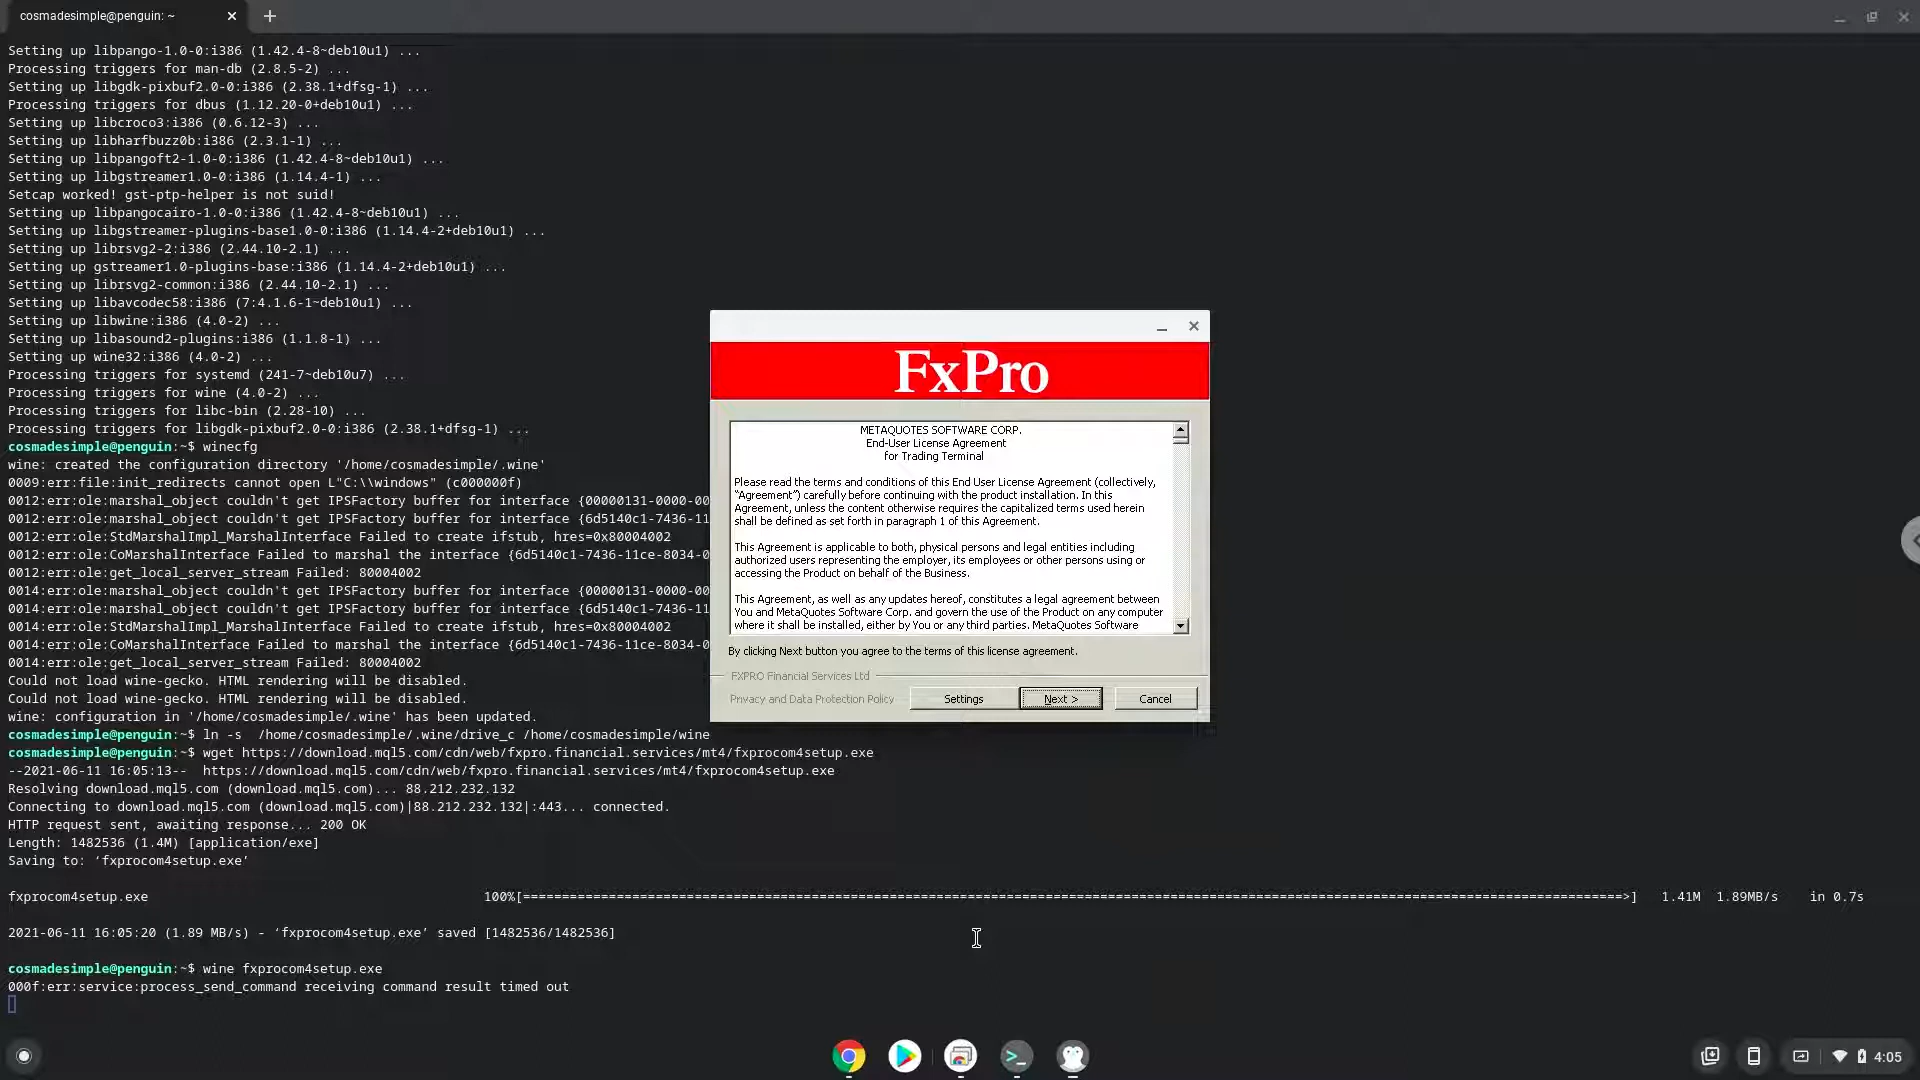 cosmadesimple@penguin: ~
Setting up libpango-1.0-0:i386 (1.42.4-8~deb10u1) ...
Processing triggers for man-db (2.8.5-2) ...
Setting up libgdk-pixbuf2.0-0:i386 (2.38.1+dfsg-1) ...
Processing triggers for dbus (1.12.20-0+deb10u1) ...
Setting up libcroco3:i386 (0.6.12-3) ...
Setting up libharfbuzz0b:i386 (2.3.1-1) ...
Setting up libpangoft2-1.0-0:i386 (1.42.4-8~deb10u1) ...
Setting up libgstreamer1.0-0:i386 (1.14.4-1) ...
Setcap worked! gst-ptp-helper is not suid!
Setting up libpangocairo-1.0-0:i386 (1.42.4-8~deb10u1) ...
Setting up libgstreamer-plugins-base1.0-0:i386 (1.14.4-2+deb10u1) ...
Setting up librsvg2-2:i386 (2.44.10-2.1) ...
Setting up gstreamer1.0-plugins-base:i386 (1.14.4-2+deb10u1) ...
Setting up librsvg2-common:i386 (2.44.10-2.1) ...
Setting up libavcodec58:i386 (7:4.1.6-1~deb10u1) ...
Setting up libwine:i386 (4.0-2) ...
Setting up libasound2-plugins:i386 (1.1.8-1) ...
Setting up wine32:i386 (4.0-2) ...
Processing triggers for systemd (241-7~deb10u7) ...
Processing triggers for wine (4.0-2) ...
Processing triggers for libc-bin (2.28-10) ...
Processing triggers for libgdk-pixbuf2.0-0:i386 (2.38.1+dfsg-1) ...
cosmadesimple@penguin:~$ winecfg
wine: created the configuration directory '/home/cosmadesimple/.wine'
0009:err:file:init_redirects cannot open L"C:\\windows" (c000000f)
0012:err:ole:marshal_object couldn't get IPSFactory buffer for interface {00000131-0000-00
0012:err:ole:marshal_object couldn't get IPSFactory buffer for interface {6d5140c1-7436-11
0012:err:ole:StdMarshalImpl_MarshalInterface Failed to create ifstub, hres=0x80004002
0012:err:ole:CoMarshalInterface Failed to marshal the interface {6d5140c1-7436-11ce-8034-0
0012:err:ole:get_local_server_stream Failed: 80004002
0014:err:ole:marshal_object couldn't get IPSFactory buffer for interface {00000131-0000-00
0014:err:ole:marshal_object couldn't get IPSFactory buffer for interface {6d5140c1-7436-11
0014:err:ole:StdMarshalImpl_MarshalInterface Failed to create ifstub, hres=0x80004002
0014:err:ole:CoMarshalInterface Failed to marshal the interface {6d5140c1-7436-11ce-8034-0
0014:err:ole:get_local_server_stream Failed: 80004002
Could not load wine-gecko. HTML rendering will be disabled.
Could not load wine-gecko. HTML rendering will be disabled.
wine: configuration in '/home/cosmadesimple/.wine' has been updated.
cosmadesimple@penguin:~$ ln -s  /home/cosmadesimple/.wine/drive_c /home/cosmadesimple/wine
cosmadesimple@penguin:~$ wget https://download.mql5.com/cdn/web/fxpro.financial.services/mt4/fxprocom4setup.exe
--2021-06-11 16:05:13--  https://download.mql5.com/cdn/web/fxpro.financial.services/mt4/fxprocom4setup.exe
Resolving download.mql5.com (download.mql5.com)... 88.212.232.132
Connecting to download.mql5.com (download.mql5.com)|88.212.232.132|:443... connected.
HTTP request sent, awaiting response... 200 OK
Length: 1482536 (1.4M) [application/exe]
Saving to: ‘fxprocom4setup.exe’
fxprocom4setup.exe 100%[===================================================================>] 1.41M 1.89MB/s in 0.7s
2021-06-11 16:05:20 (1.89 MB/s) - ‘fxprocom4setup.exe’ saved [1482536/1482536]
cosmadesimple@penguin:~$ wine fxprocom4setup.exe
000f:err:service:process_send_command receiving command result timed out
FxPro
METAQUOTES SOFTWARE CORP.
End-User License Agreement
for Trading Terminal
Please read the terms and conditions of this End User License Agreement (collectively,
“Agreement”) carefully before continuing with the product installation. In this
Agreement, unless the content otherwise requires the capitalized terms used herein
shall be defined as set forth in paragraph 1 of this Agreement.
This Agreement is applicable to both, physical persons and legal entities including
authorized users representing the employer, its employees or other persons using or
accessing the Product on behalf of the Business.
This Agreement, as well as any updates hereof, constitutes a legal agreement between
You and MetaQuotes Software Corp. and govern the use of the Product on any computer
where it shall be installed, either by You or any third parties. MetaQuotes Software
By clicking Next button you agree to the terms of this license agreement.
FXPRO Financial Services Ltd
Privacy and Data Protection Policy
Settings
Next >
Cancel
4:05